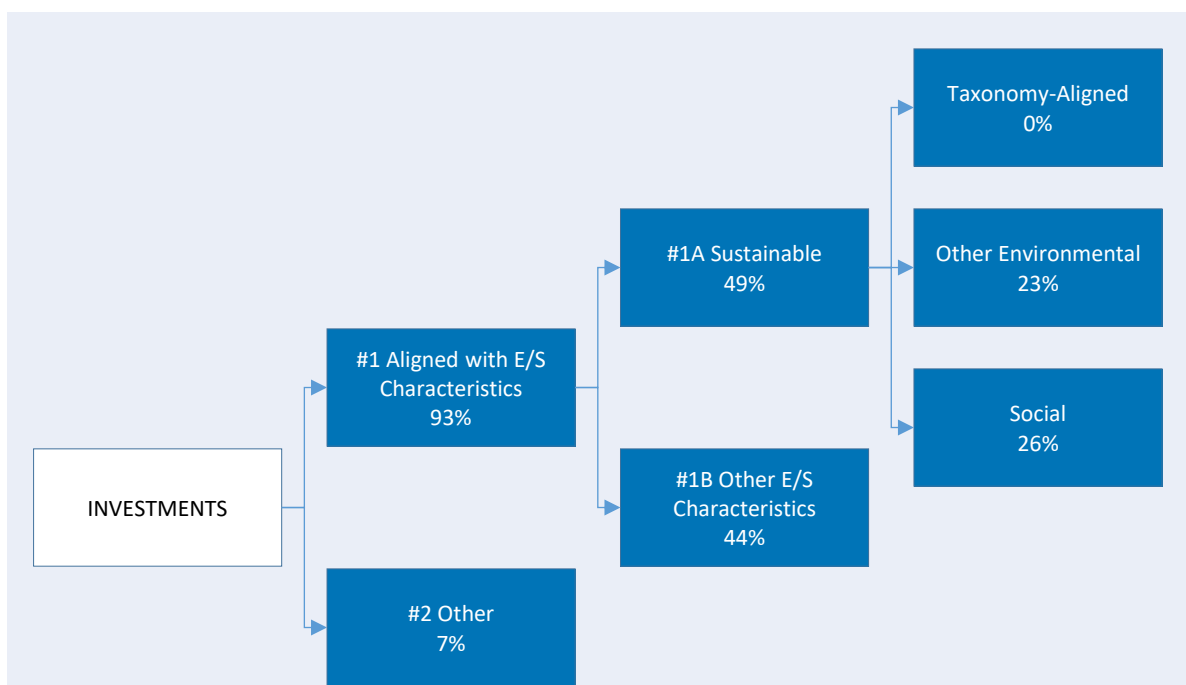 INVESTMENTS
#1 Aligned with E/S
Characteristics
93%
#2 Other
7%
#1A Sustainable
49%
#1B Other E/S
Characteristics
44%
Taxonomy-Aligned
0%
Other Environmental
23%
Social
26%